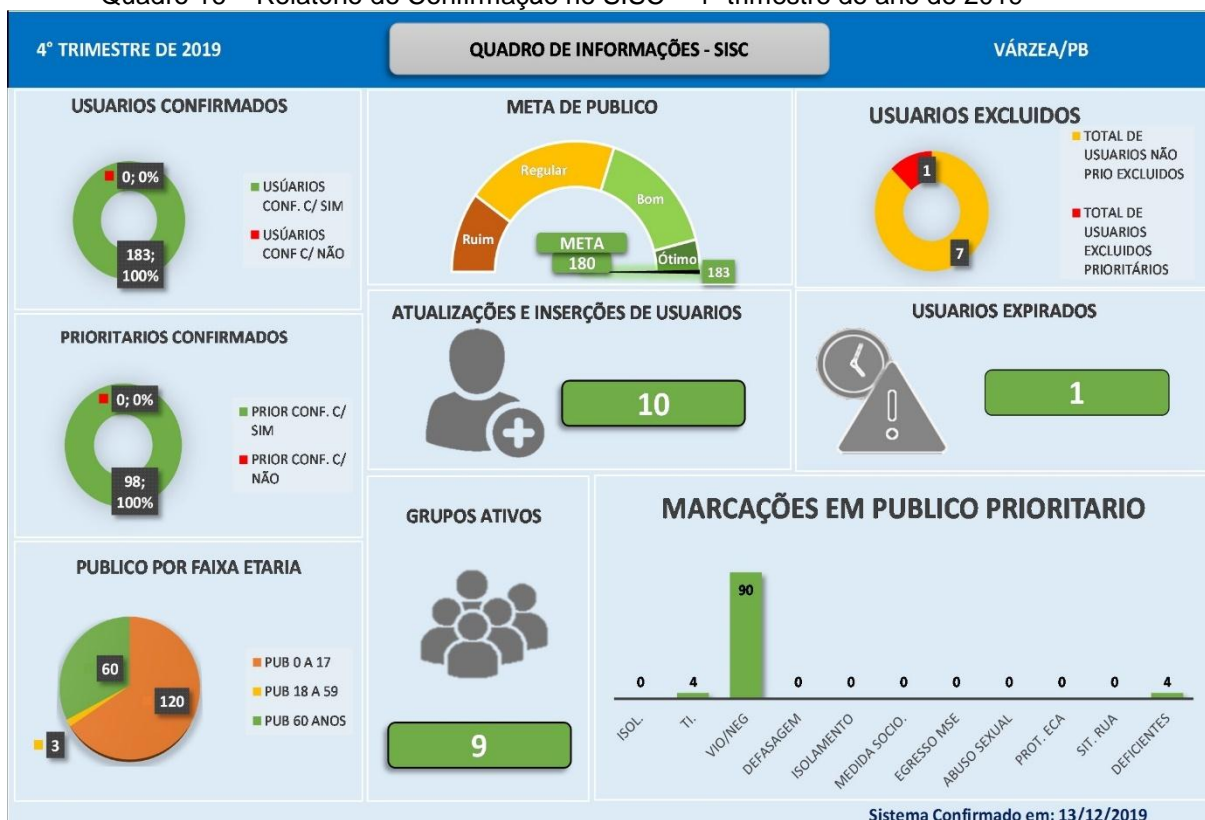 4° TRIMESTRE DE 2019
QUADRO DE INFORMAÇÕES - SISC
VÁRZEA/PB
USUARIOS CONFIRMADOS
0; 0%
183;
100%
USÚARIOS
CONF. C/ SIM
USÚARIOS
CONF C/ NÃO
META DE PUBLICO
Ruim
Regular
Bom
Ótimo
META
180
183
USUARIOS EXCLUIDOS
1
7
TOTAL DE
USUARIOS NÃO
PRIO EXCLUIDOS
TOTAL DE
USUARIOS
EXCLUIDOS
PRIORITÁRIOS
PRIORITARIOS CONFIRMADOS
0; 0%
98;
100%
PRIOR CONF. C/
SIM
PRIOR CONF. C/
NÃO
ATUALIZAÇÕES E INSERÇÕES DE USUARIOS
10
USUARIOS EXPIRADOS
1
PUBLICO POR FAIXA ETARIA
60
120
3
PUB 0 A 17
PUB 18 A 59
PUB 60 ANOS
GRUPOS ATIVOS
9
MARCAÇÕES EM PUBLICO PRIORITARIO
0 4 90 0 0 0 0 0 0 0 4
ISOL.
TI.
VIO/NEG
DEFASAGEM
ISOLAMENTO
MEDIDA SOCIO.
EGRESSO MSE
ABUSO SEXUAL
PROT. ECA
SIT. RUA
DEFICIENTES
Sistema Confirmado em: 13/12/2019